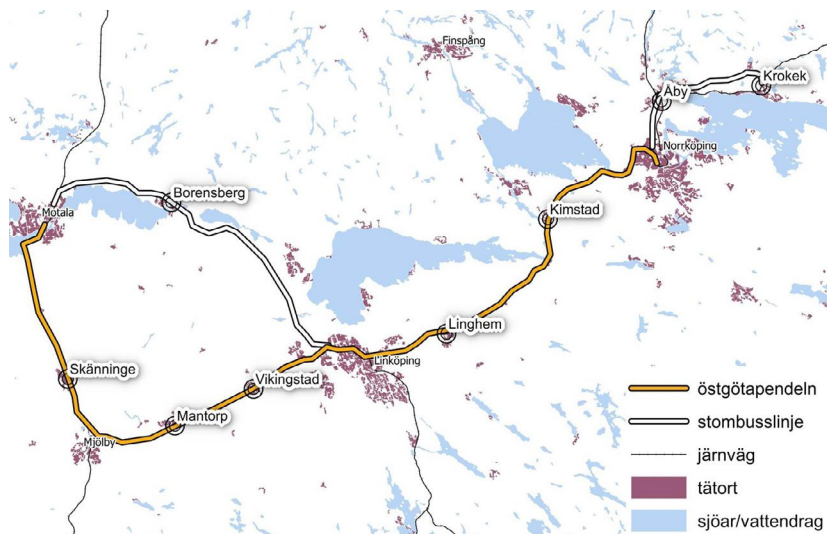 Finspång
Krokek
Åby
Norrköping
Borensberg
Motala
Kimstad
Linghem
Linköping
Skänninge
Vikingstad
Mantorp
Mjölby
östgötapendeln
stombusslinje
järnväg
tätort
sjöar/vattendrag